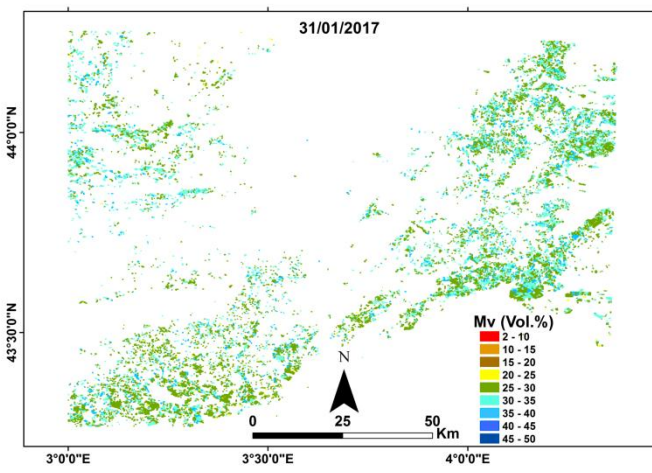 31/01/2017
44°0'0"N
43°30'0"N
Mv (Vol.%)
2 - 10
10 - 15
15 - 20
20 - 25
25 - 30
30 - 35
35 - 40
40 - 45
45 - 50
N
0 25 50
Km
3°0'0"E 3°30'0"E 4°0'0"E